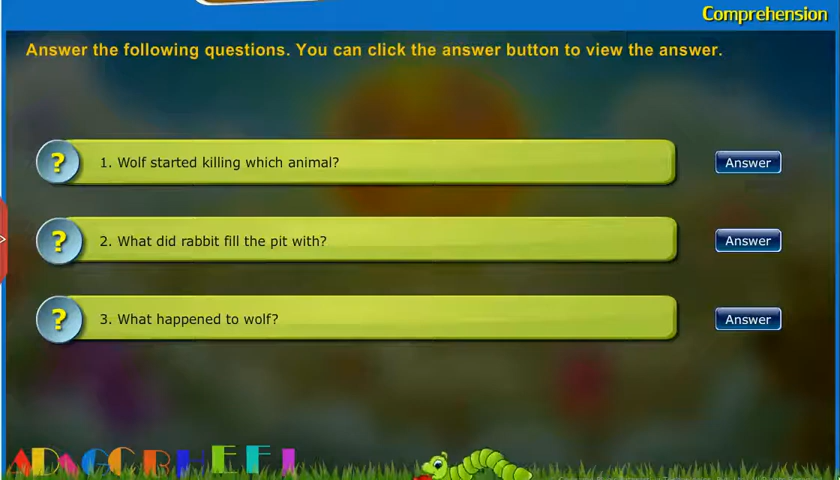 Comprehension
Answer the following questions. You can click the answer button to view the answer.
? 1. Wolf started killing which animal? Answer
? 2. What did rabbit fill the pit with? Answer
? 3. What happened to wolf? Answer